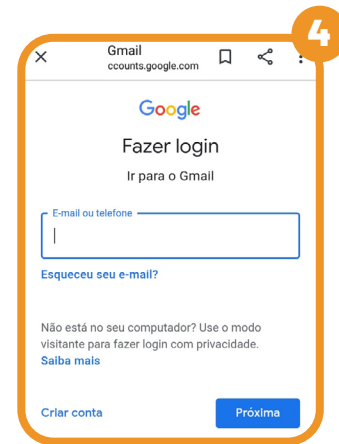 4
Gmail
ccounts.google.com
Google
Fazer login
Ir para o Gmail
E-mail ou telefone
Esqueceu seu e-mail?
Não está no seu computador? Use o modo
visitante para fazer login com privacidade.
Saiba mais
Criar conta
Próxima